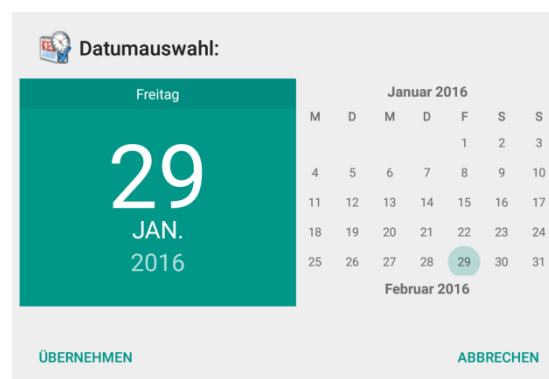 Datumauswahl:
Freitag
29
JAN.
2016
Januar 2016
M D M D F S S
1 2 3
4 5 6 7 8 9 10
11 12 13 14 15 16 17
18 19 20 21 22 23 24
25 26 27 28 29 30 31
Februar 2016
ÜBERNEHMEN ABBRECHEN